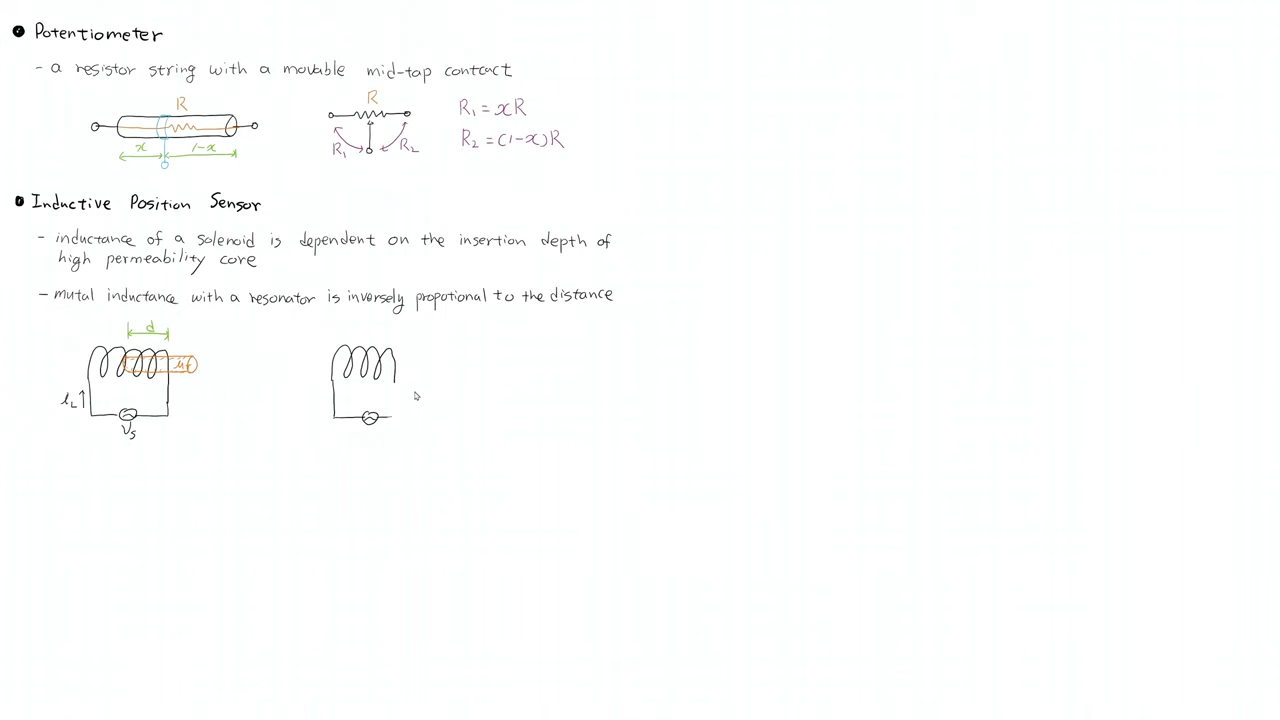 ● Potentiometer
- a resistor string with a movable mid-tap contact
R
x 1-x
R
R₁ R₂
R₁ = xR
R₂ = (1-x)R
● Inductive Position Sensor
- inductance of a solenoid is dependent on the insertion depth of
high permeability core
- mutal inductance with a resonator is inversely propotional to the distance
d
μr
i_L ↑
Vs